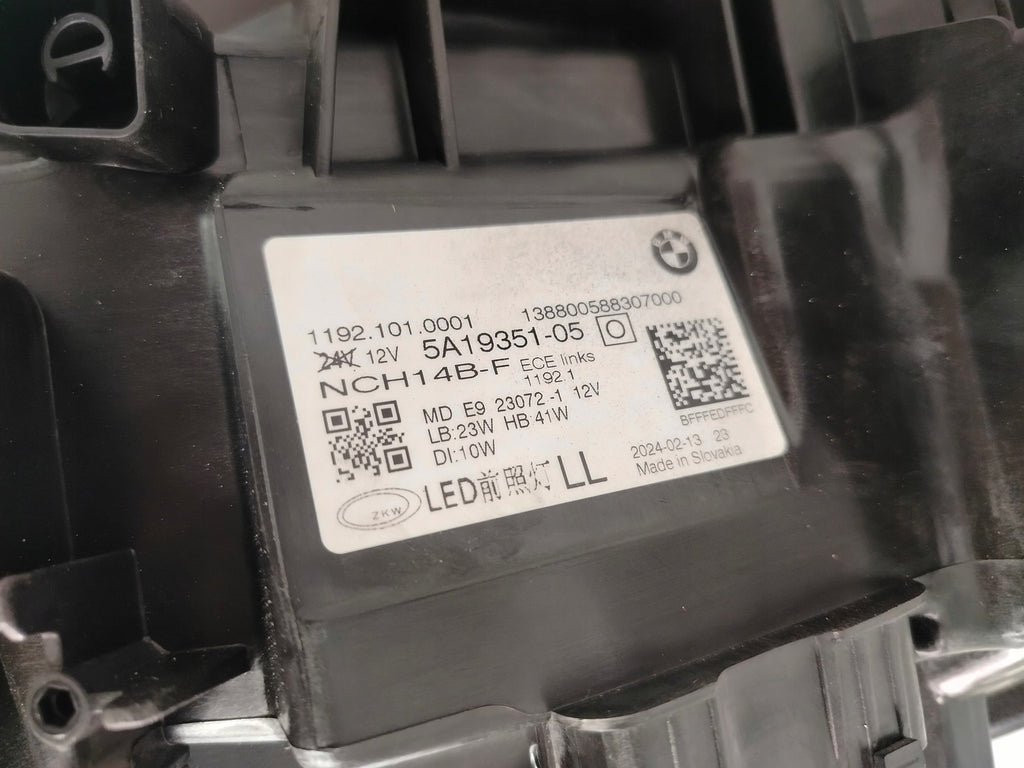 BMW
1192.101.0001 138800588307000
24V 12V 5A19351-05
NCH14B-F ECE links
1192.1
MD E9 23072-1 12V
LB:23W HB:41W
DI:10W
BFFFEDFFFC
2024-02-13 23
Made in Slovakia
ZKW LED前照灯 LL